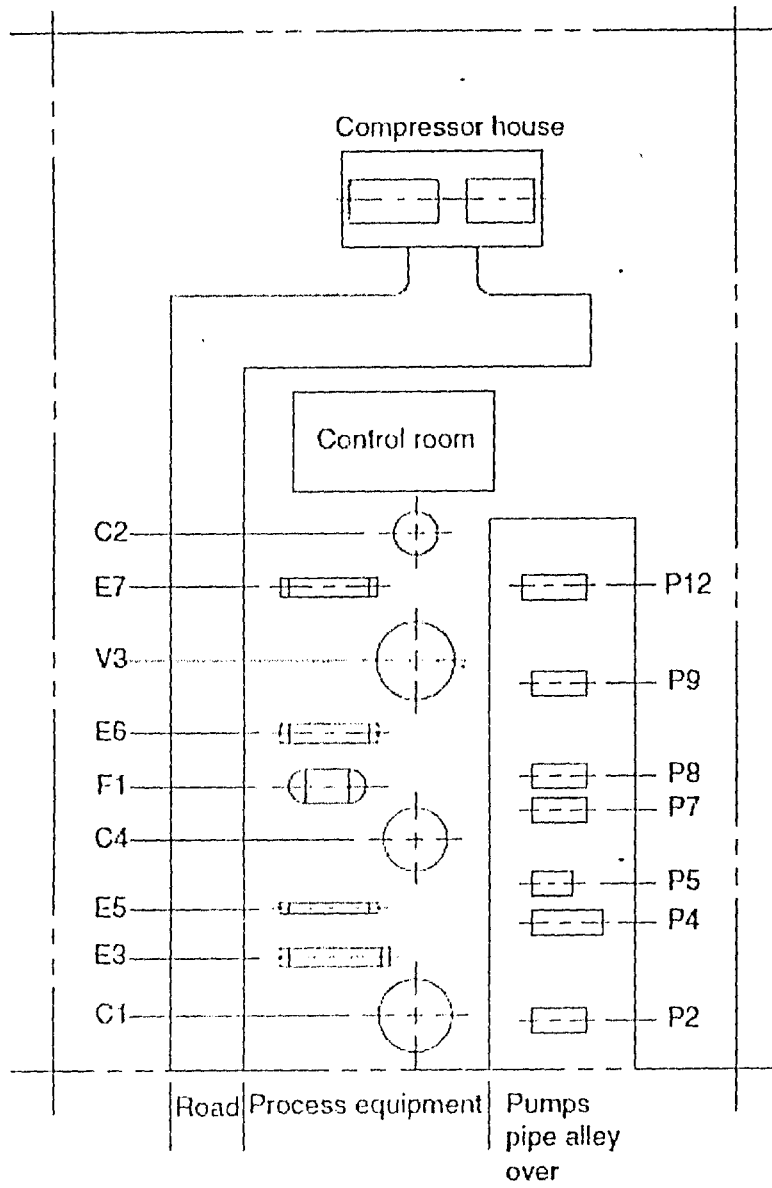 Compressor house
Control room
C2
E7
V3
E6
F1
C4
E5
E3
C1
P12
P9
P8
P7
P5
P4
P2
Road
Process equipment
Pumps
pipe alley
over